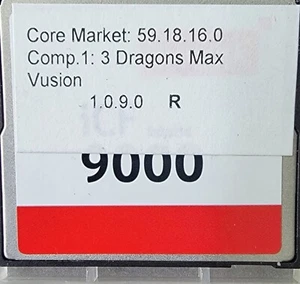 Core Market: 59.18.16.0
Comp.1: 3 Dragons Max
Vusion
1.0.9.0 R
9000